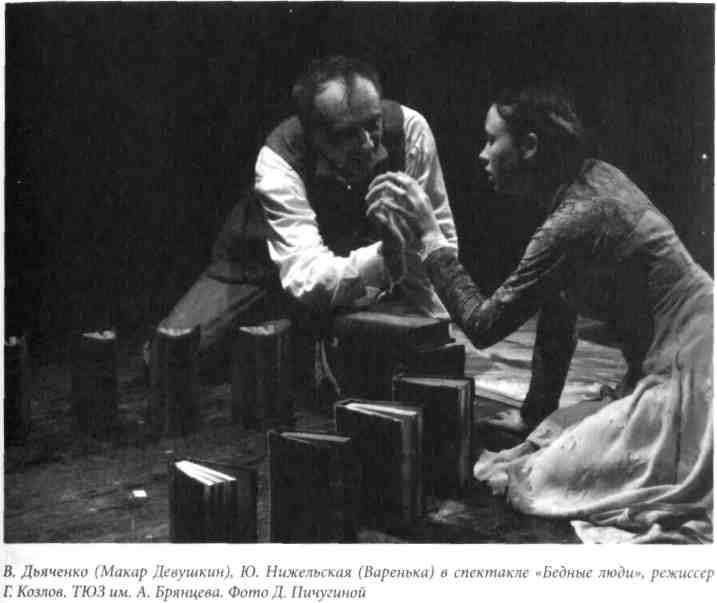 В. Дьяченко (Макар Девушкин), Ю. Нижельская (Варенька) в спектакле «Бедные люди», режиссер
Г. Козлов. ТЮЗ им. А. Брянцева. Фото Д. Пичугиной